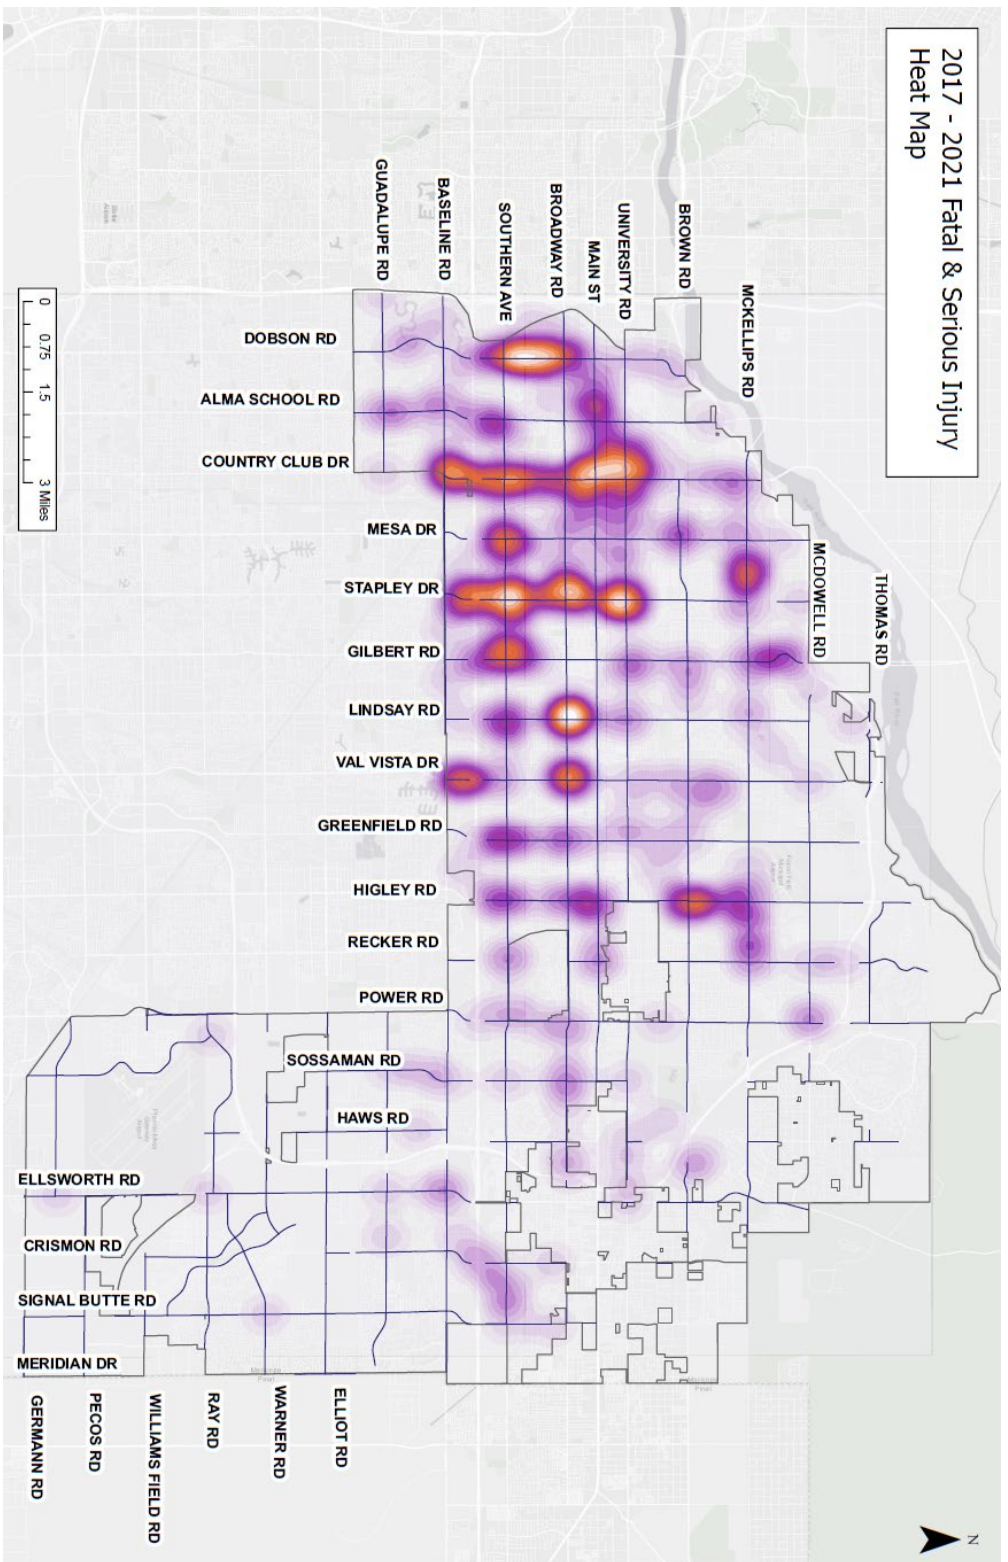 2017 - 2021 Fatal & Serious Injury
Heat Map
N
THOMAS RD
MCDOWELL RD
MCKELLIPS RD
BROWN RD
UNIVERSITY RD
MAIN ST
BROADWAY RD
SOUTHERN AVE
BASELINE RD
GUADALUPE RD
DOBSON RD
ALMA SCHOOL RD
COUNTRY CLUB DR
MESA DR
STAPLEY DR
GILBERT RD
LINDSAY RD
VAL VISTA DR
GREENFIELD RD
HIGLEY RD
RECKER RD
POWER RD
SOSSAMAN RD
HAWS RD
ELLSWORTH RD
CRISMON RD
SIGNAL BUTTE RD
MERIDIAN DR
ELLIOT RD
WARNER RD
RAY RD
WILLIAMS FIELD RD
PECOS RD
GERMANN RD
0 0.75 1.5 3 Miles